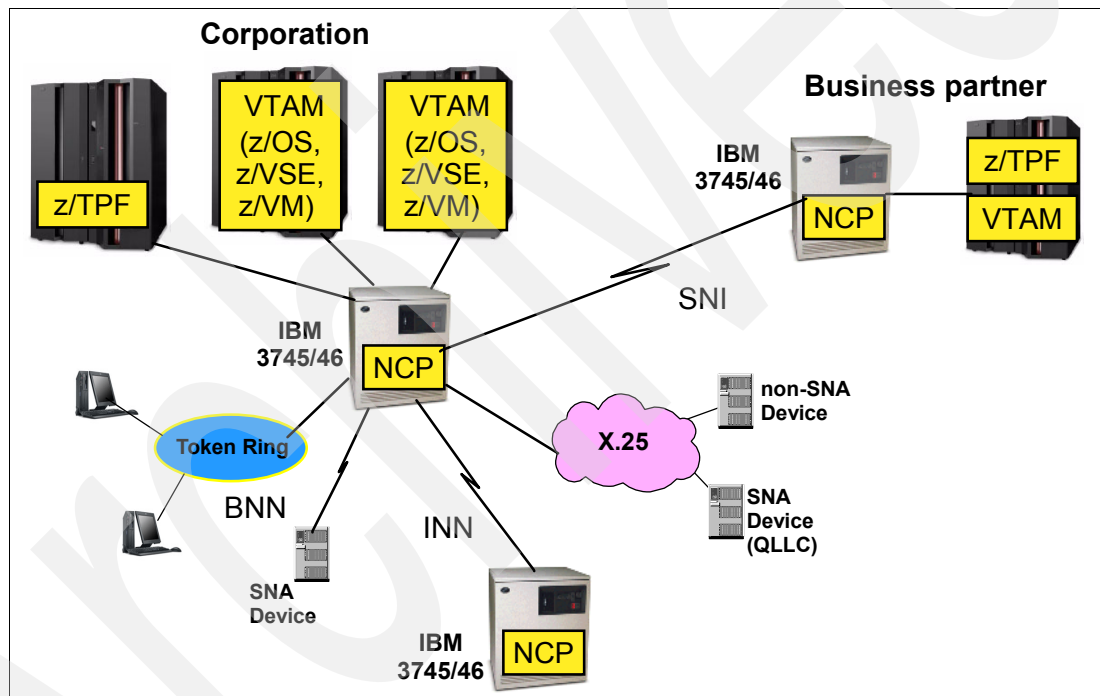 Corporation
Business partner
z/TPF
VTAM
(z/OS,
z/VSE,
z/VM)
VTAM
(z/OS,
z/VSE,
z/VM)
IBM
3745/46
NCP
z/TPF
VTAM
SNI
IBM
3745/46
NCP
Token Ring
BNN
SNA
Device
INN
IBM
3745/46
NCP
X.25
non-SNA
Device
SNA
Device
(QLLC)